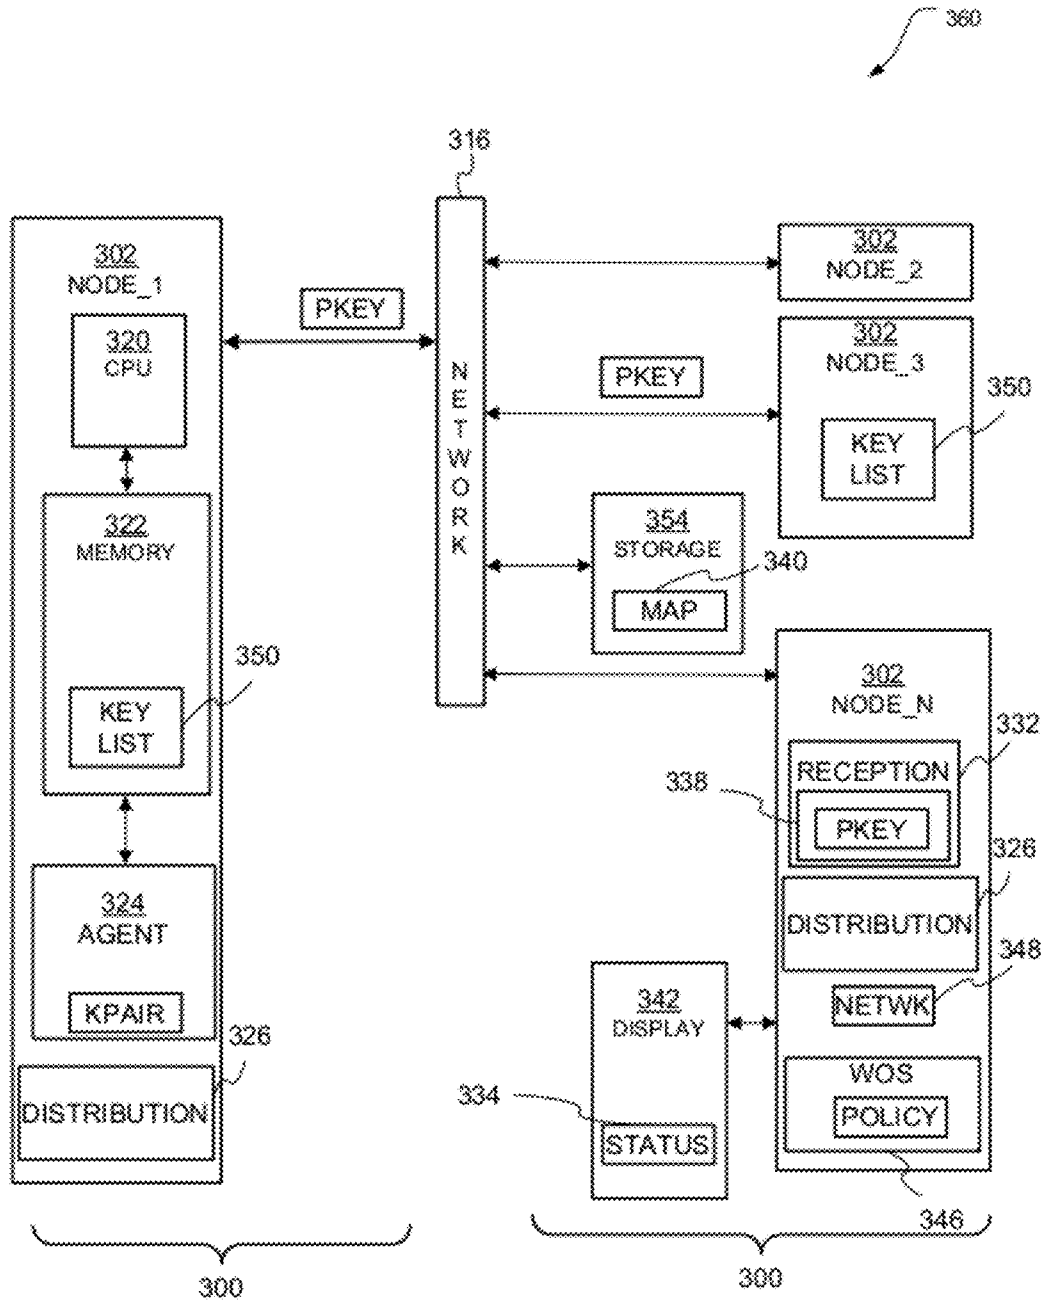 360
316
302
NODE_1
320
CPU
322
MEMORY
350
KEY
LIST
324
AGENT
KPAIR
326
DISTRIBUTION
300
PKEY
NETWORK
302
NODE_2
PKEY
302
NODE_3
350
KEY
LIST
354
STORAGE
340
MAP
302
NODE_N
332
RECEPTION
338
PKEY
326
DISTRIBUTION
348
NETWK
WOS
POLICY
346
342
DISPLAY
334
STATUS
300